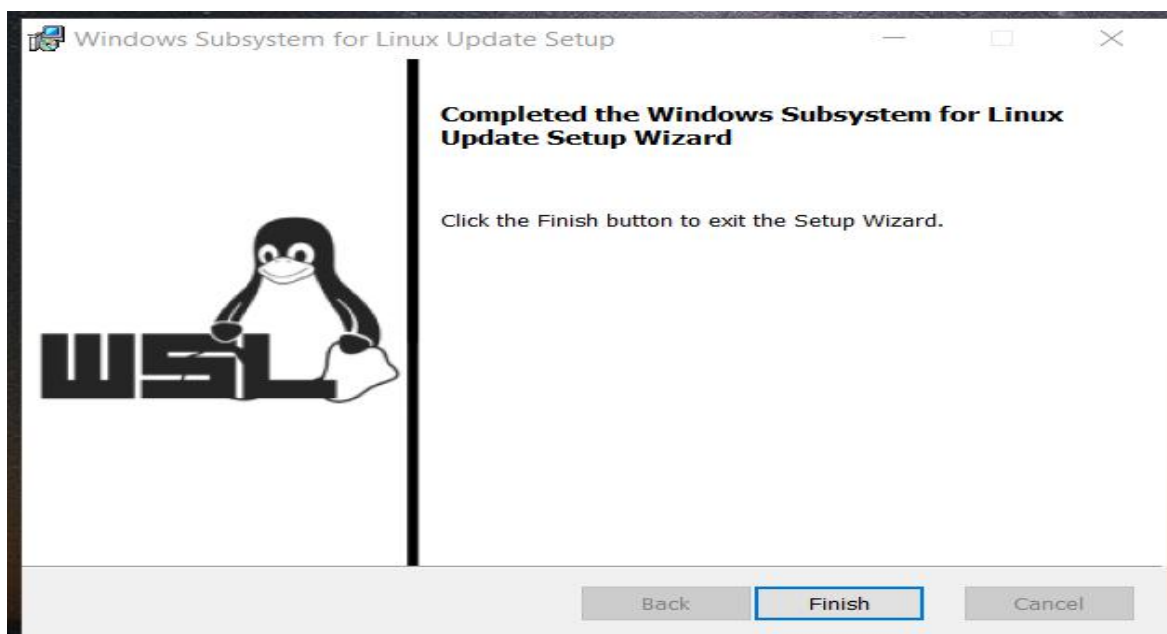 Windows Subsystem for Linux Update Setup
Completed the Windows Subsystem for Linux
Update Setup Wizard
Click the Finish button to exit the Setup Wizard.
WSL
Back Finish Cancel